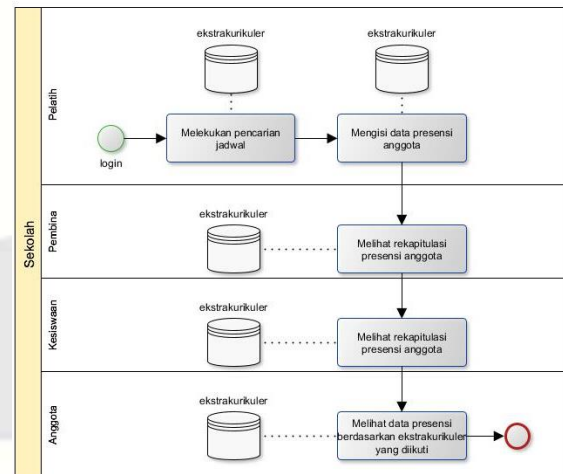 Sekolah
Pelatih
ekstrakurikuler
ekstrakurikuler
login
Melekukan pencarian
jadwal
Mengisi data presensi
anggota
Pembina
ekstrakurikuler
Melihat rekapitulasi
presensi anggota
Kesiswaan
ekstrakurikuler
Melihat rekapitulasi
presensi anggota
Anggota
ekstrakurikuler
Melihat data presensi
berdasarkan ekstrakurikuler
yang diikuti